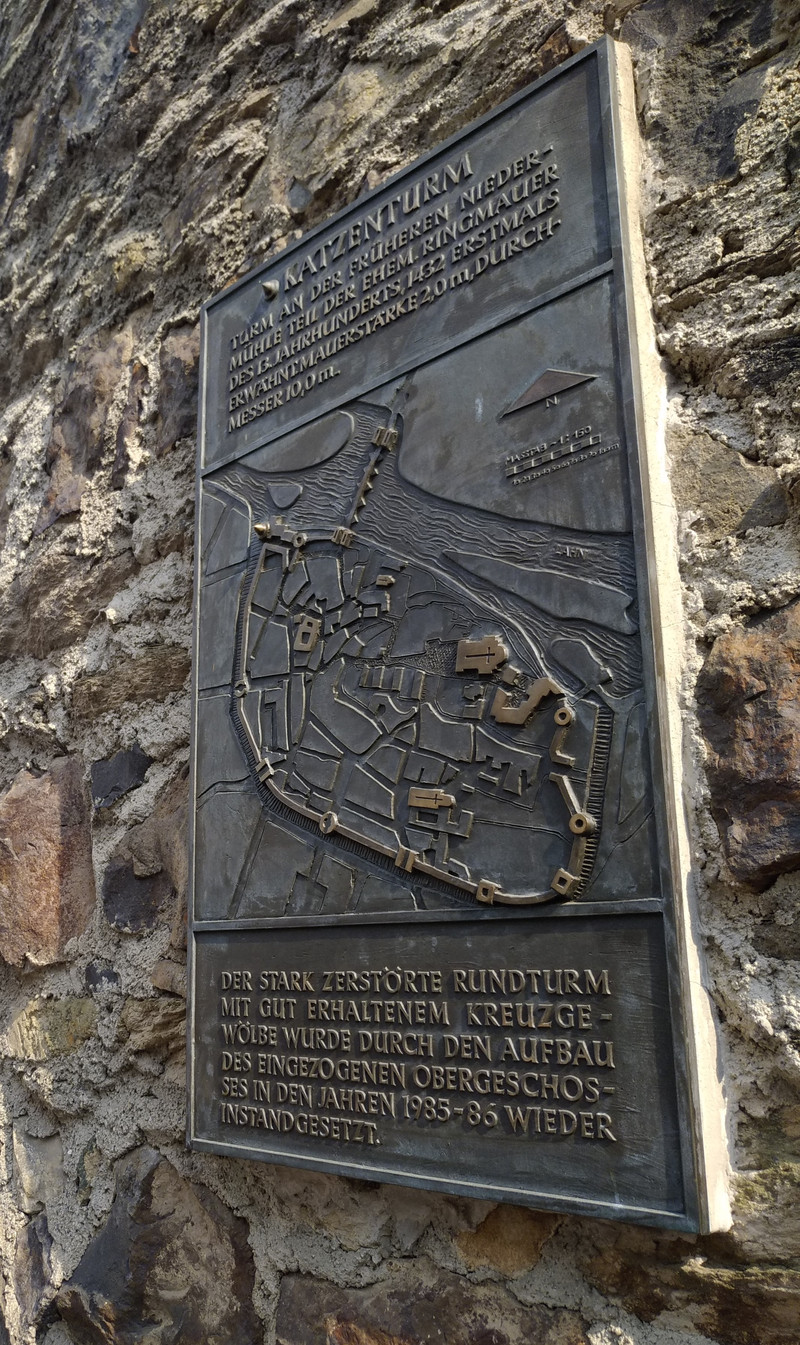 KATZENTURM
TURM AN DER FRÜHEREN NIEDER-
MÜHLE TEIL DER EHEM. RINGMAUER
DES 13. JAHRHUNDERTS, 1432 ERSTMALS
ERWÄHNT. MAUERSTÄRKE 2,0 m, DURCH-
MESSER 10,0 m.
N
LAHN
DER STARK ZERSTÖRTE RUNDTURM
MIT GUT ERHALTENEM KREUZGE-
WÖLBE WURDE DURCH DEN AUFBAU
DES EINGEZOGENEN OBERGESCHOS-
SES IN DEN JAHREN 1985-86 WIEDER
INSTANDGESETZT.